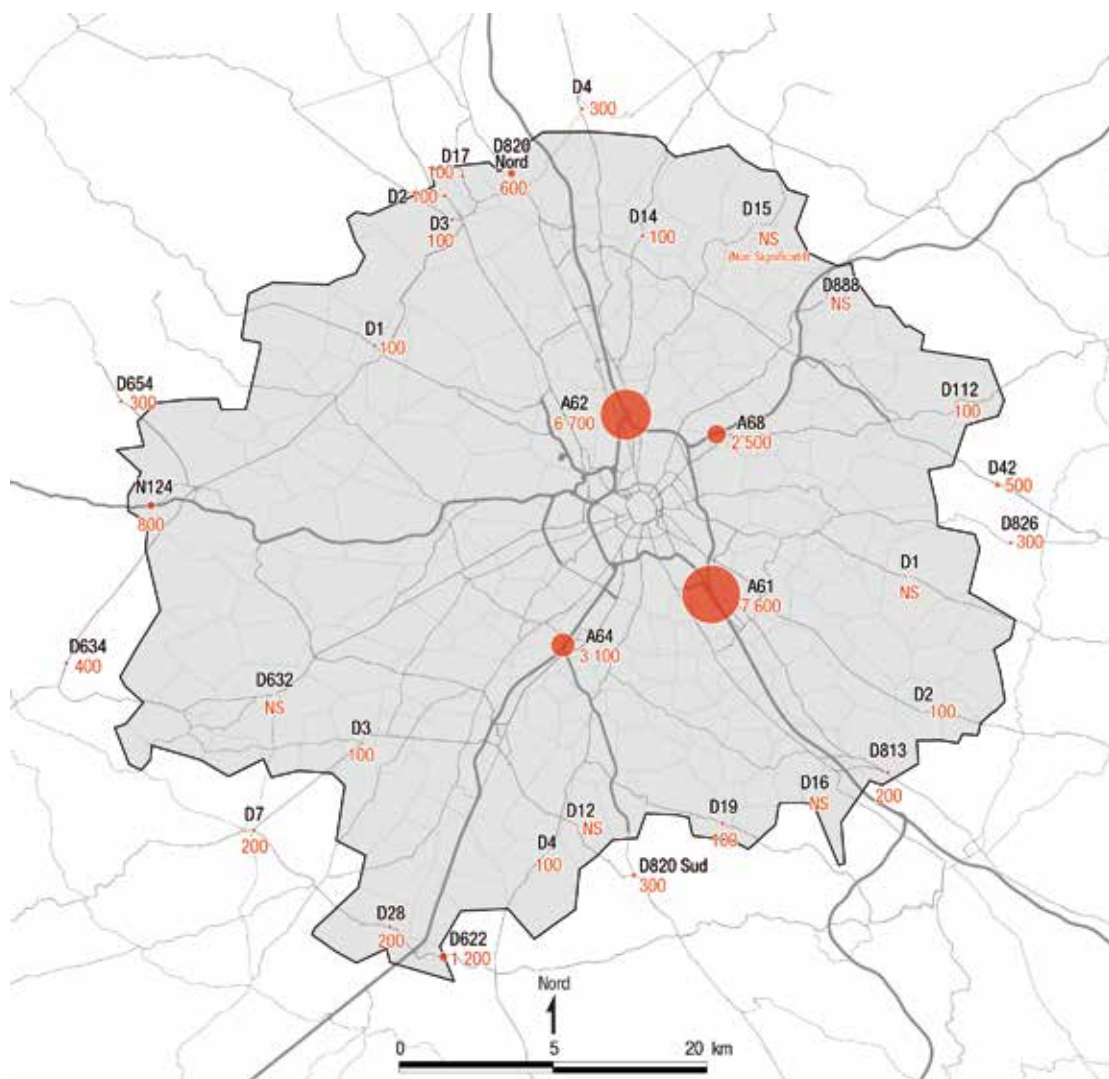 D4
300
D820
Nord
600
D17
100
D2
100
D3
100
D14
100
D15
NS
(Non Significatif)
D888
NS
D1
100
D654
300
A62
6 700
A68
2 500
D112
100
D42
500
N124
800
D826
300
D1
NS
A61
7 600
A64
3 100
D634
400
D632
NS
D2
100
D3
100
D813
200
D16
NS
D7
200
D12
NS
D19
100
D4
100
D820 Sud
300
D28
200
D622
1 200
Nord
0
5
20 km